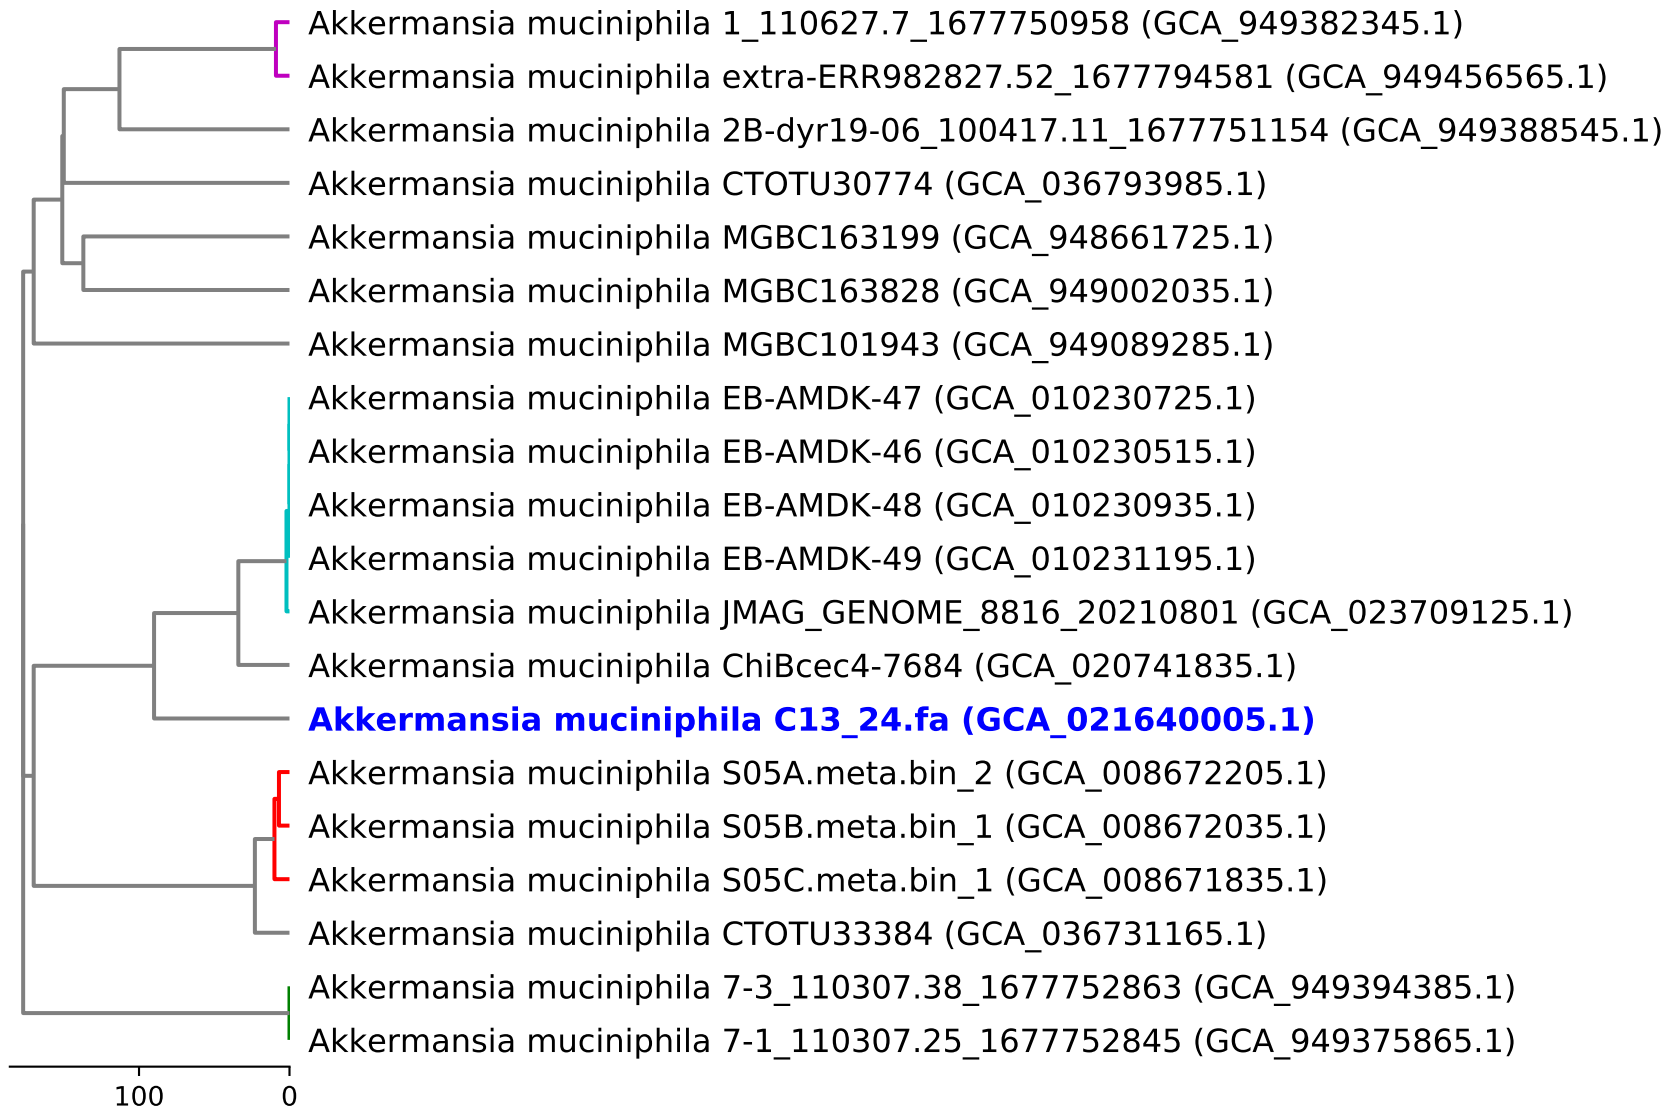 Akkermansia muciniphila 1_110627.7_1677750958 (GCA_949382345.1)
Akkermansia muciniphila extra-ERR982827.52_1677794581 (GCA_949456565.1)
Akkermansia muciniphila 2B-dyr19-06_100417.11_1677751154 (GCA_949388545.1)
Akkermansia muciniphila CTOTU30774 (GCA_036793985.1)
Akkermansia muciniphila MGBC163199 (GCA_948661725.1)
Akkermansia muciniphila MGBC163828 (GCA_949002035.1)
Akkermansia muciniphila MGBC101943 (GCA_949089285.1)
Akkermansia muciniphila EB-AMDK-47 (GCA_010230725.1)
Akkermansia muciniphila EB-AMDK-46 (GCA_010230515.1)
Akkermansia muciniphila EB-AMDK-48 (GCA_010230935.1)
Akkermansia muciniphila EB-AMDK-49 (GCA_010231195.1)
Akkermansia muciniphila JMAG_GENOME_8816_20210801 (GCA_023709125.1)
Akkermansia muciniphila ChiBcec4-7684 (GCA_020741835.1)
Akkermansia muciniphila C13_24.fa (GCA_021640005.1)
Akkermansia muciniphila S05A.meta.bin_2 (GCA_008672205.1)
Akkermansia muciniphila S05B.meta.bin_1 (GCA_008672035.1)
Akkermansia muciniphila S05C.meta.bin_1 (GCA_008671835.1)
Akkermansia muciniphila CTOTU33384 (GCA_036731165.1)
Akkermansia muciniphila 7-3_110307.38_1677752863 (GCA_949394385.1)
Akkermansia muciniphila 7-1_110307.25_1677752845 (GCA_949375865.1)
100 0